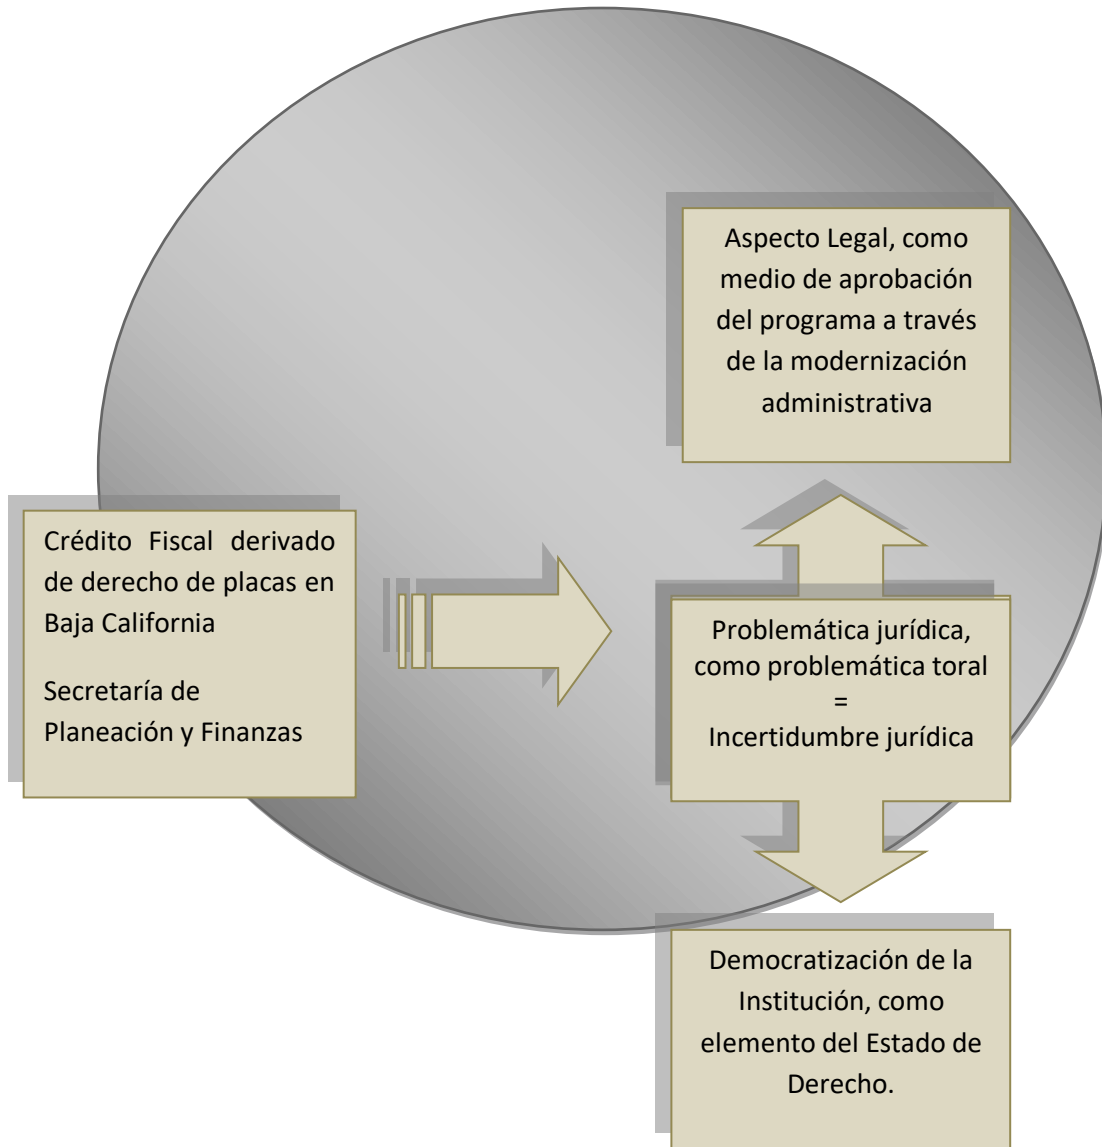 Aspecto Legal, como
medio de aprobación
del programa a través
de la modernización
administrativa
Crédito Fiscal derivado
de derecho de placas en
Baja California
Secretaría de
Planeación y Finanzas
Problemática jurídica,
como problemática toral
=
Incertidumbre jurídica
Democratización de la
Institución, como
elemento del Estado de
Derecho.